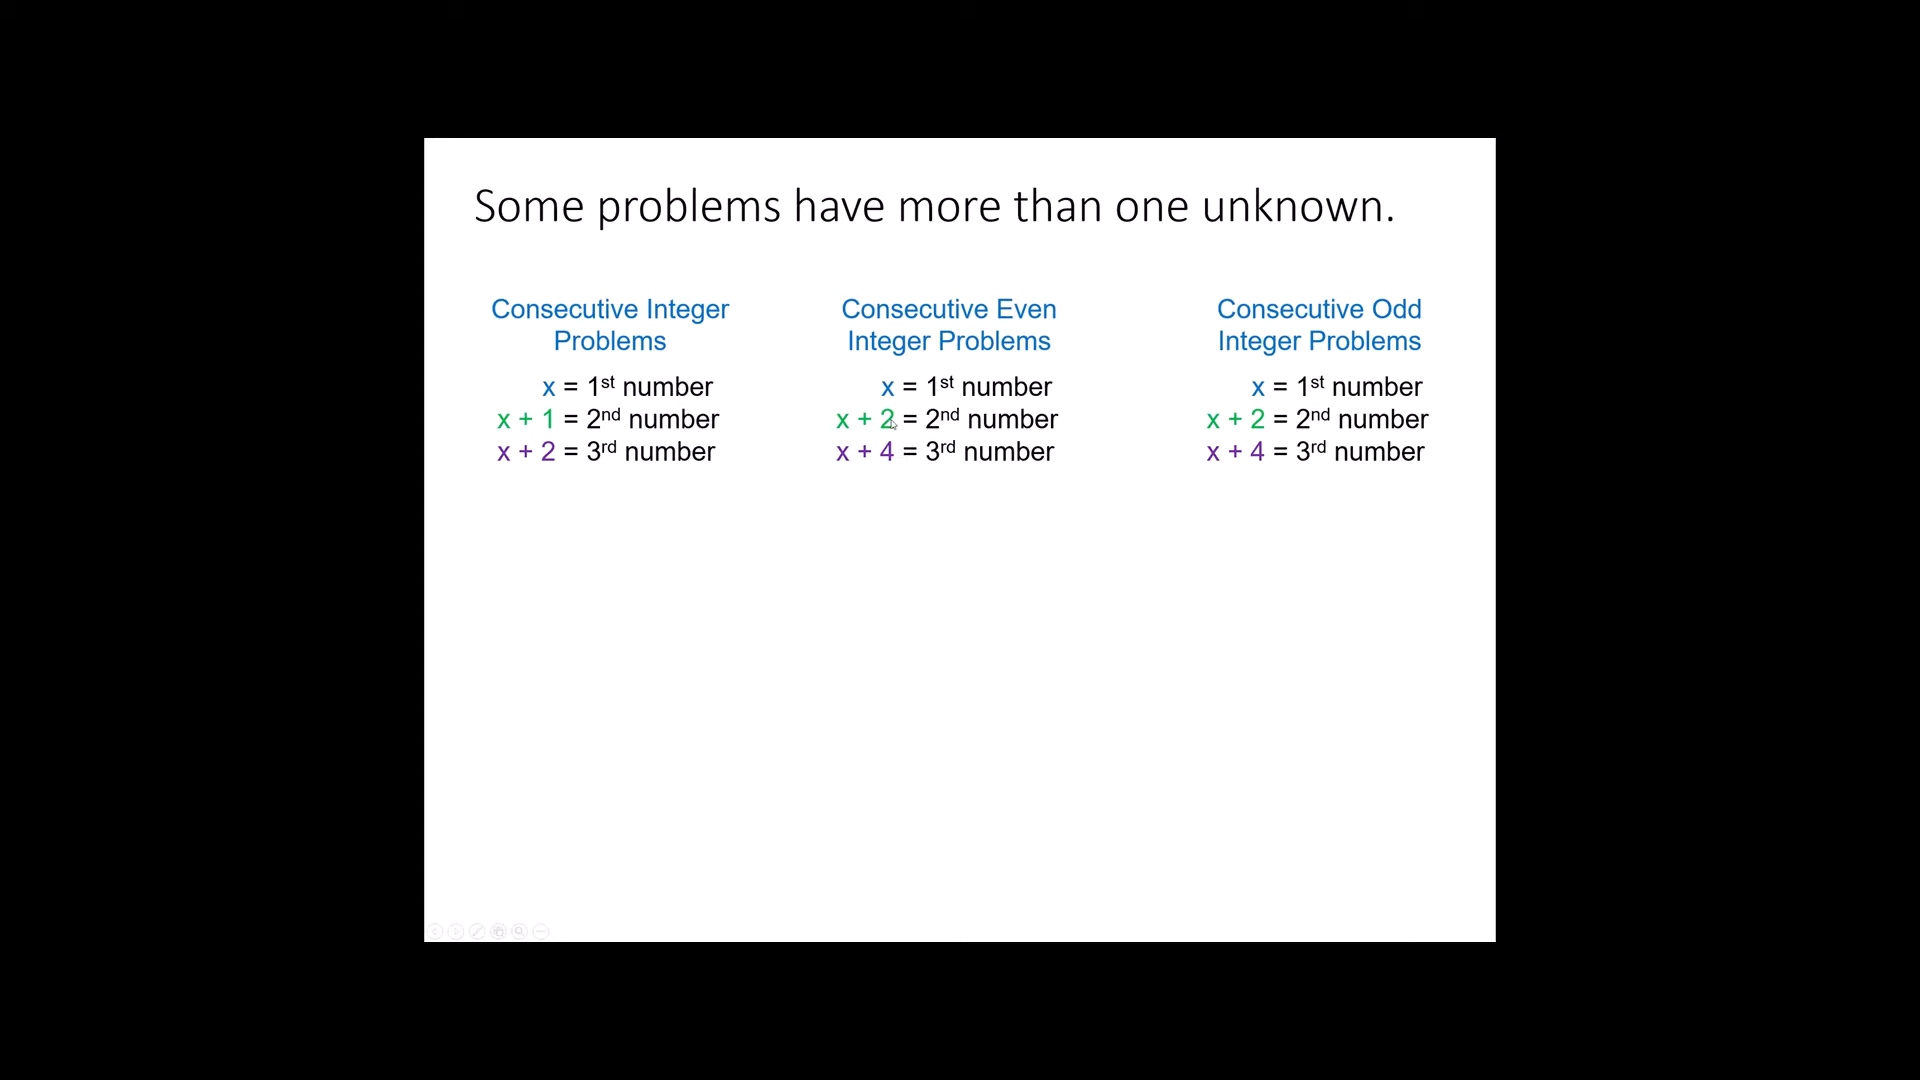 Some problems have more than one unknown.
Consecutive Integer
Problems
x = 1st number
x + 1 = 2nd number
x + 2 = 3rd number
Consecutive Even
Integer Problems
x = 1st number
x + 2 = 2nd number
x + 4 = 3rd number
Consecutive Odd
Integer Problems
x = 1st number
x + 2 = 2nd number
x + 4 = 3rd number